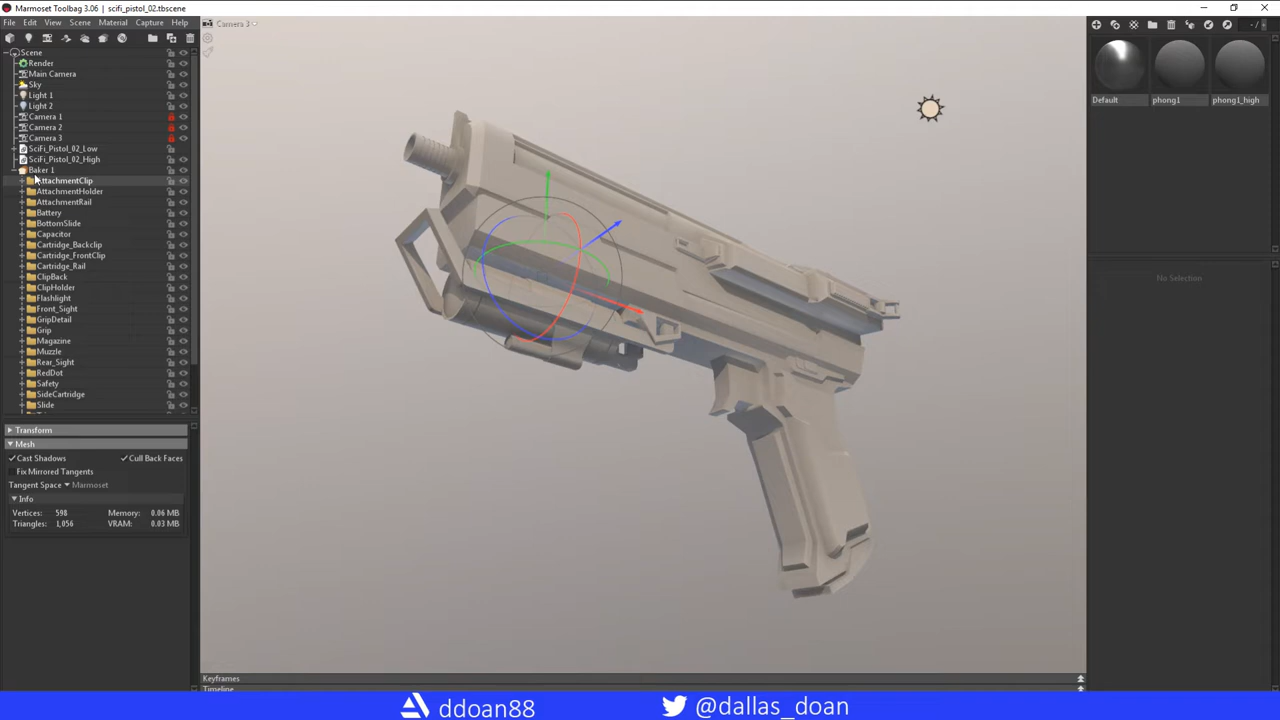 Marmoset Toolbag 3.06 | scifi_pistol_02.tbscene
File Edit View Scene Material Capture Help
Camera 3
Scene
Render
Main Camera
Sky
Light 1
Light 2
Camera 1
Camera 2
Camera 3
SciFi_Pistol_02_Low
SciFi_Pistol_02_High
Baker 1
AttachmentClip
AttachmentHolder
AttachmentRail
Battery
BottomSlide
Capacitor
Cartridge_Backclip
Cartridge_FrontClip
Cartridge_Rail
ClipBack
ClipHolder
Flashlight
Front_Sight
GripDetail
Grip
Magazine
Muzzle
Rear_Sight
RedDot
Safety
SideCartridge
Slide
Transform
Mesh
Cast Shadows Cull Back Faces
Fix Mirrored Tangents
Tangent Space Marmoset
Info
Vertices: 598 Memory: 0.06 MB
Triangles: 1,056 VRAM: 0.03 MB
Default phong1 phong1_high
No Selection
Keyframes
Timeline
ddoan88 @dallas_doan